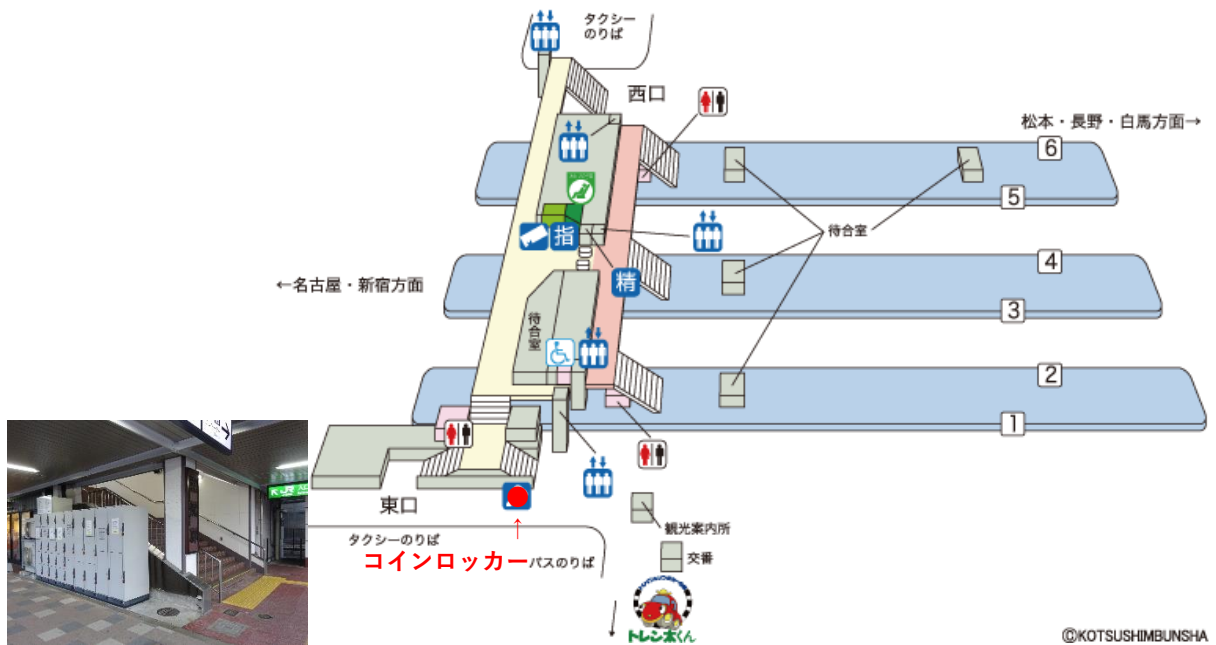 タクシー
のりば
西口
松本・長野・白馬方面→
6
5
待合室
指
4
←名古屋・新宿方面
精
3
待合室
2
1
JR
東口
観光案内所
タクシーのりば
交番
コインロッカー
バスのりば
トレン太くん
©KOTSUSHIMBUNSHA